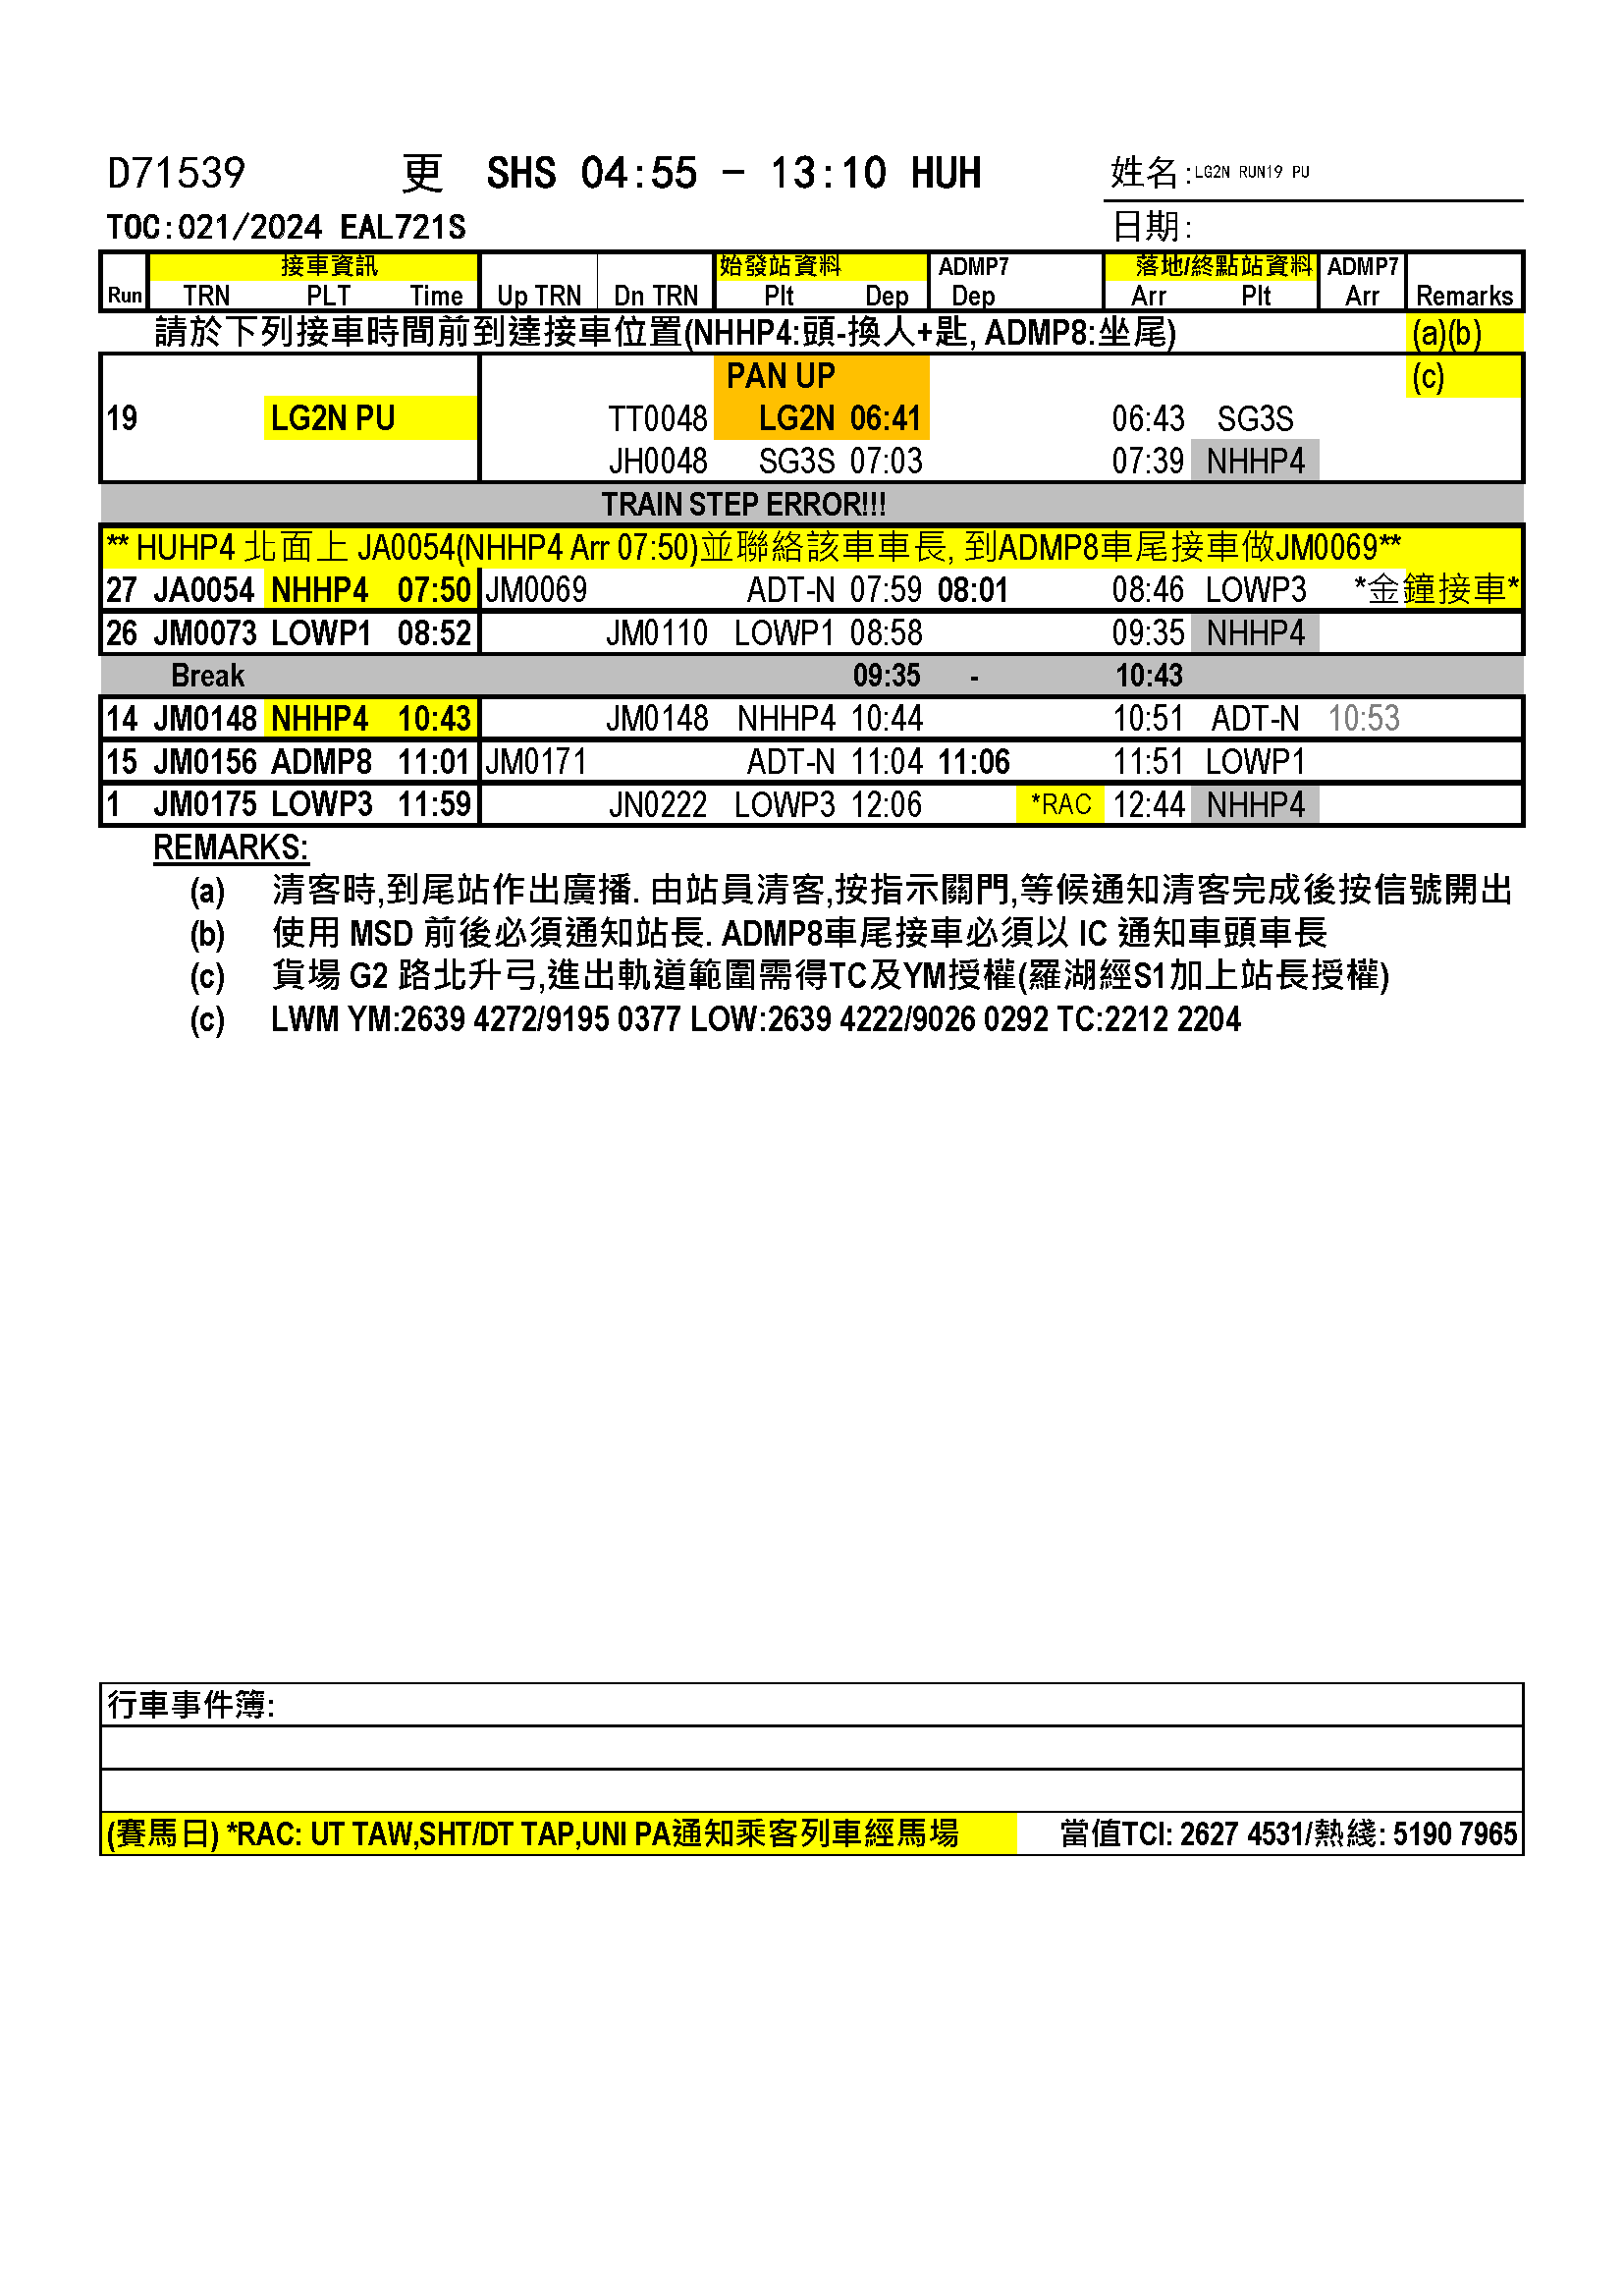 D71539 更 SHS 04:55 - 13:10 HUH 姓名:LG2N RUN19 PU
TOC:021/2024 EAL721S 日期:
接車資訊 始發站資料 ADMP7 落地/終點站資料 ADMP7
Run TRN PLT Time Up TRN Dn TRN Plt Dep Dep Arr Plt Arr Remarks
請於下列接車時間前到達接車位置(NHHP4:頭-換人+匙, ADMP8:坐尾) (a)(b)
PAN UP (c)
19 LG2N PU TT0048 LG2N 06:41 06:43 SG3S
JH0048 SG3S 07:03 07:39 NHHP4
TRAIN STEP ERROR!!!
** HUHP4 北面上 JA0054(NHHP4 Arr 07:50)並聯絡該車車長, 到ADMP8車尾接車做JM0069**
27 JA0054 NHHP4 07:50 JM0069 ADT-N 07:59 08:01 08:46 LOWP3 *金鐘接車*
26 JM0073 LOWP1 08:52 JM0110 LOWP1 08:58 09:35 NHHP4
Break 09:35 - 10:43
14 JM0148 NHHP4 10:43 JM0148 NHHP4 10:44 10:51 ADT-N 10:53
15 JM0156 ADMP8 11:01 JM0171 ADT-N 11:04 11:06 11:51 LOWP1
1 JM0175 LOWP3 11:59 JN0222 LOWP3 12:06 *RAC 12:44 NHHP4
REMARKS:
(a) 清客時,到尾站作出廣播. 由站員清客,按指示關門,等候通知清客完成後按信號開出
(b) 使用 MSD 前後必須通知站長. ADMP8車尾接車必須以 IC 通知車頭車長
(c) 貨場 G2 路北升弓,進出軌道範圍需得TC及YM授權(羅湖經S1加上站長授權)
(c) LWM YM:2639 4272/9195 0377 LOW:2639 4222/9026 0292 TC:2212 2204
行車事件簿:
(賽馬日) *RAC: UT TAW,SHT/DT TAP,UNI PA通知乘客列車經馬場 當值TCI: 2627 4531/熱綫: 5190 7965